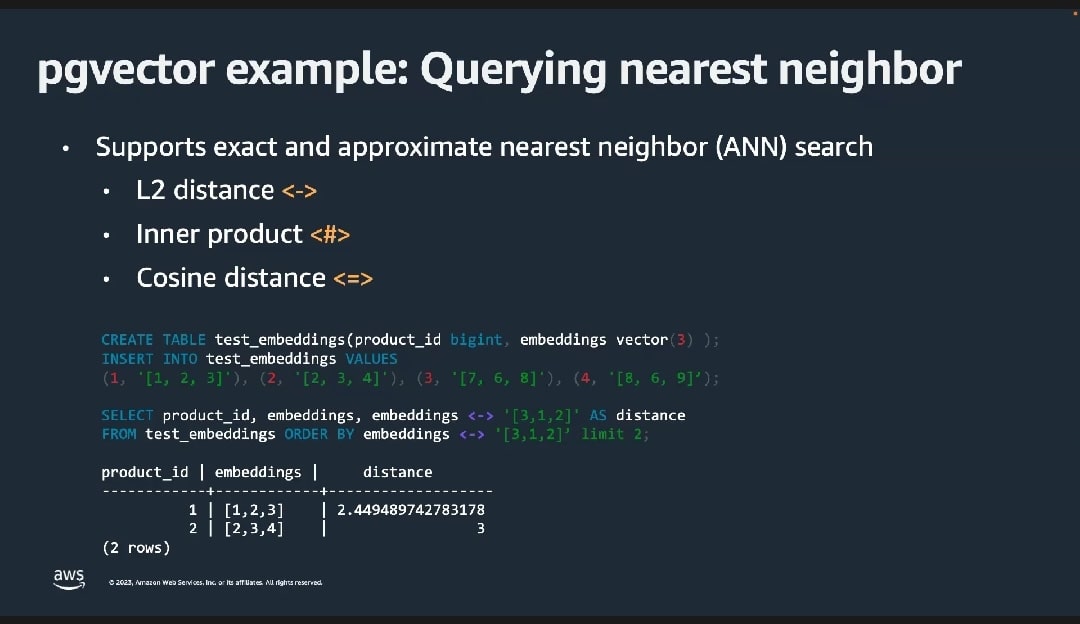 pgvector example: Querying nearest neighbor
• Supports exact and approximate nearest neighbor (ANN) search
• L2 distance <->
• Inner product <#>
• Cosine distance <=>
CREATE TABLE test_embeddings(product_id bigint, embeddings vector(3) );
INSERT INTO test_embeddings VALUES
(1, '[1, 2, 3]'), (2, '[2, 3, 4]'), (3, '[7, 6, 8]'), (4, '[8, 6, 9]’);
SELECT product_id, embeddings, embeddings <-> '[3,1,2]' AS distance
FROM test_embeddings ORDER BY embeddings <-> '[3,1,2]’ limit 2;
product_id | embeddings |     distance
------------+------------+-------------------
1 | [1,2,3]    | 2.449489742783178
2 | [2,3,4]    |                 3
(2 rows)
aws
© 2023, Amazon Web Services, Inc. or its affiliates. All rights reserved.